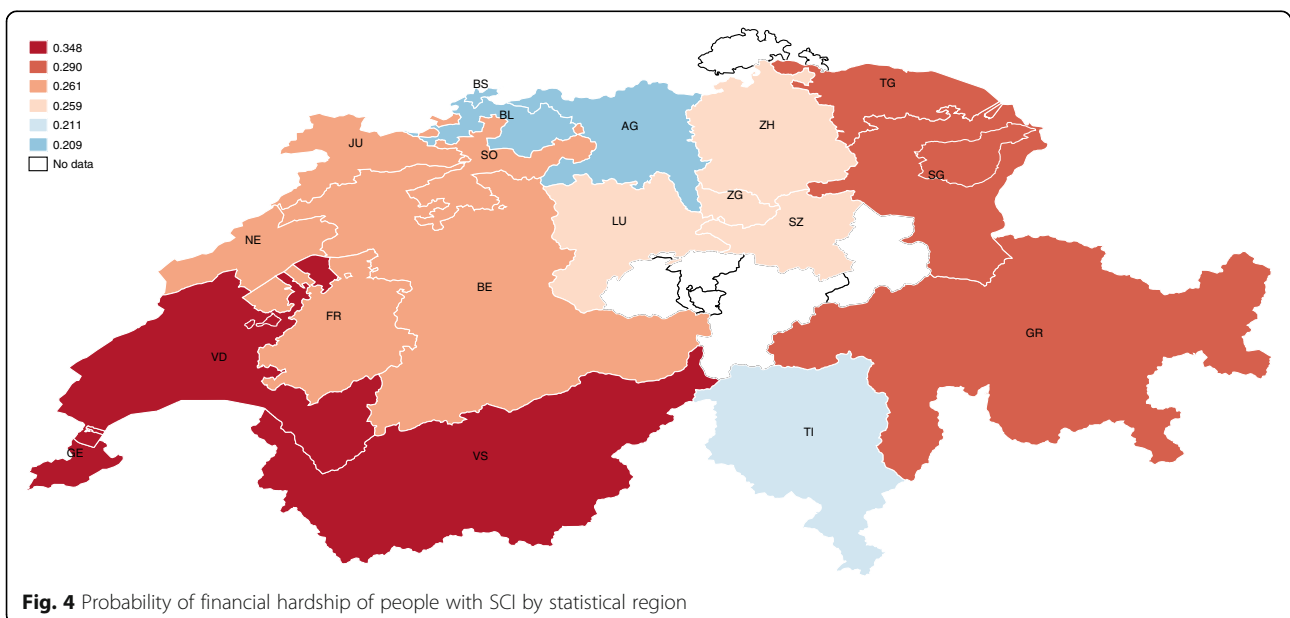 0.348
0.290
0.261
0.259
0.211
0.209
No data
BS
BL
AG
ZH
TG
JU
SO
SG
ZG
LU
SZ
NE
BE
FR
GR
VD
TI
GE
VS
Fig. 4 Probability of financial hardship of people with SCI by statistical region